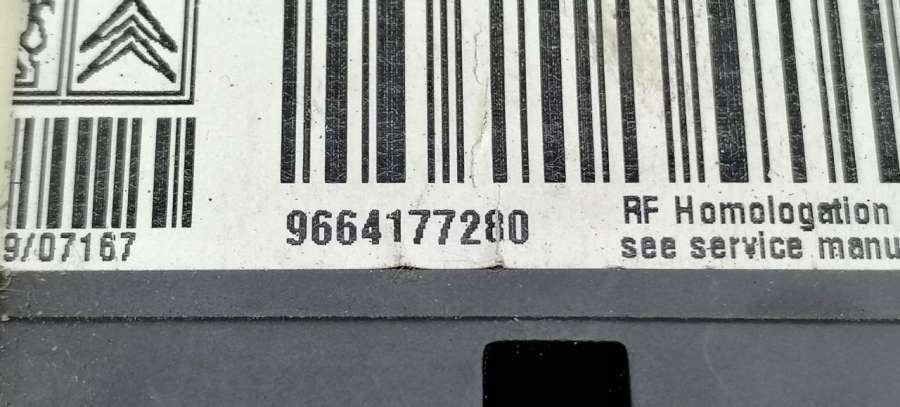 9/07167
9664177280
RF Homologation
see service manu